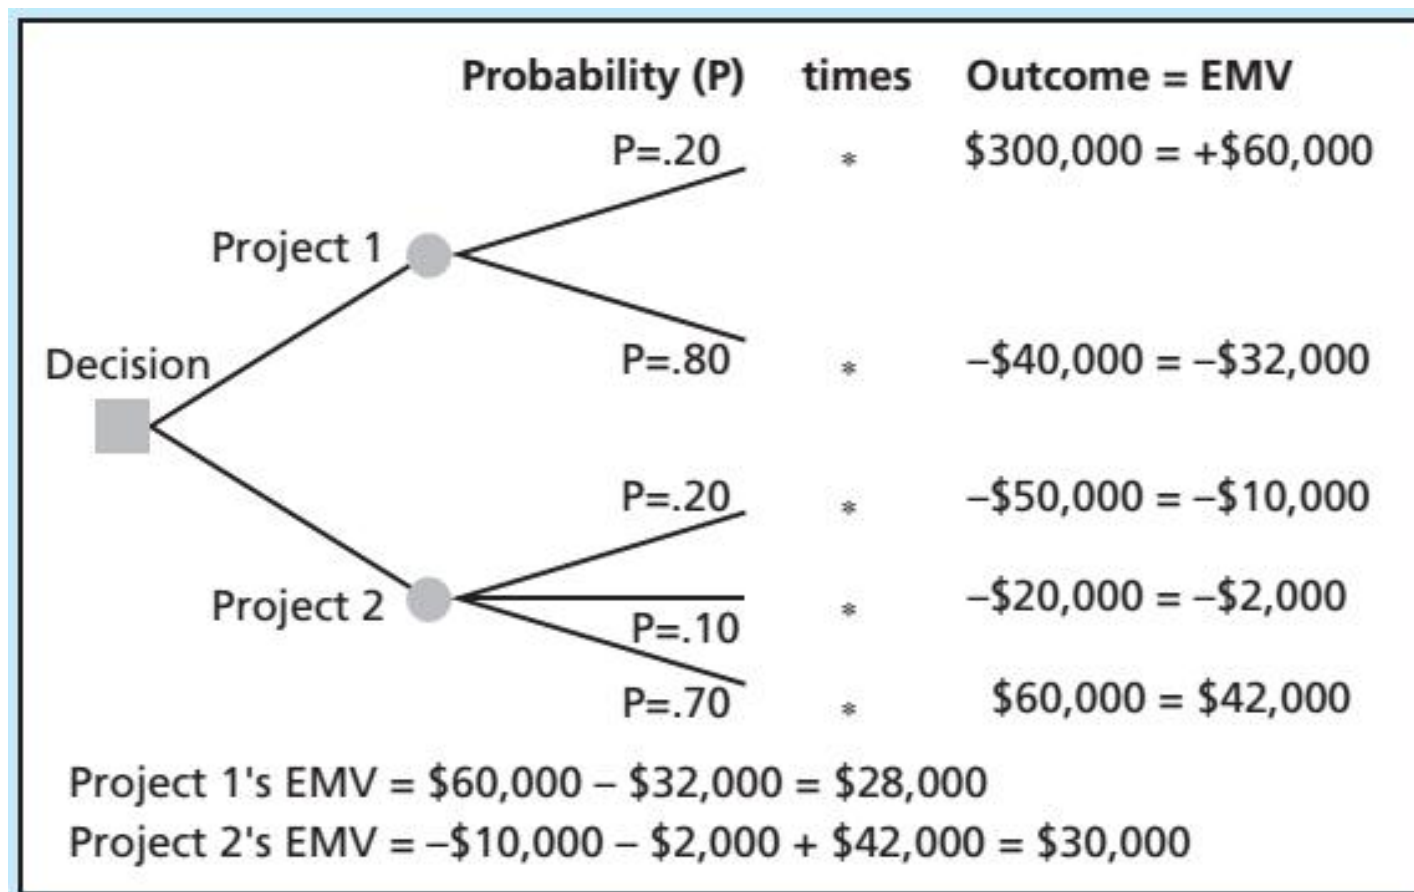 Probability (P) times Outcome = EMV
P=.20 * $300,000 = +$60,000
Project 1
P=.80 * –$40,000 = –$32,000
Decision
P=.20 * –$50,000 = –$10,000
Project 2
P=.10 * –$20,000 = –$2,000
P=.70 * $60,000 = $42,000
Project 1's EMV = $60,000 – $32,000 = $28,000
Project 2's EMV = –$10,000 – $2,000 + $42,000 = $30,000